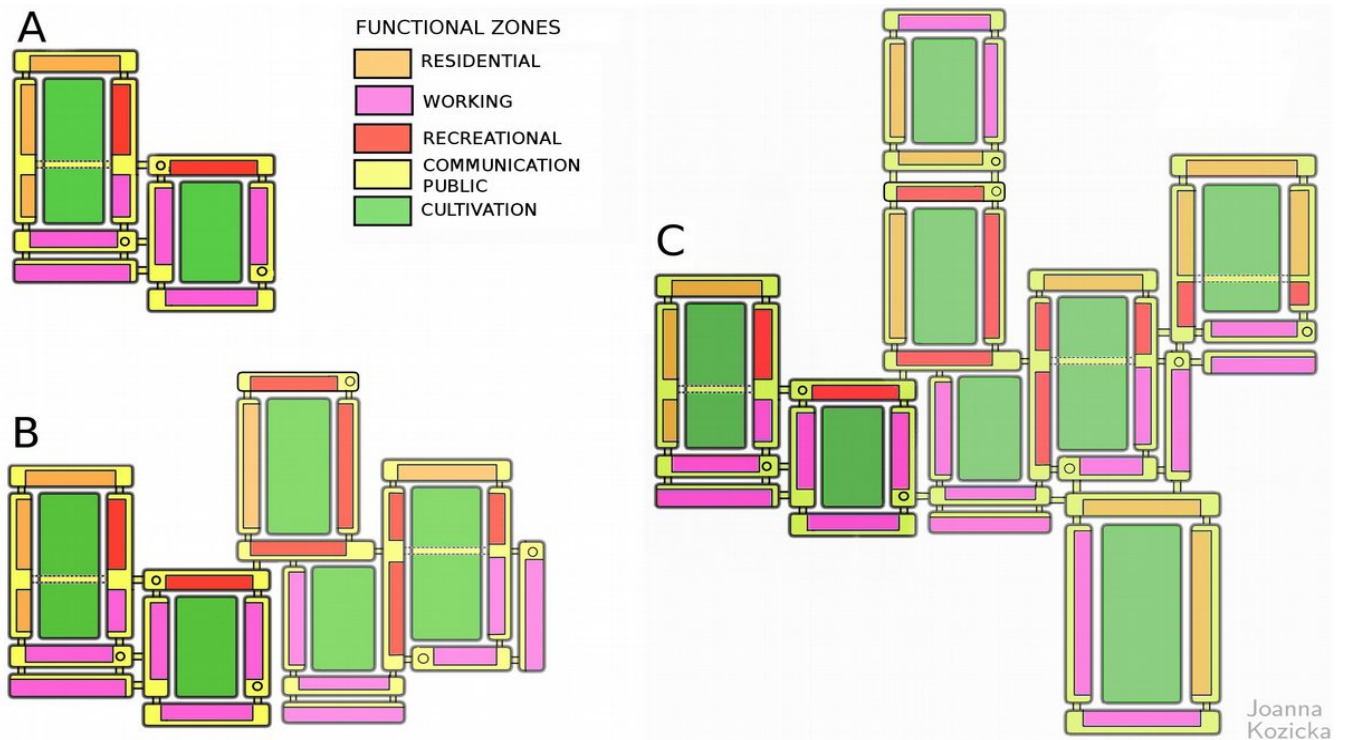 A
FUNCTIONAL ZONES
RESIDENTIAL
WORKING
RECREATIONAL
COMMUNICATION
PUBLIC
CULTIVATION
B
C
Joanna
Kozicka